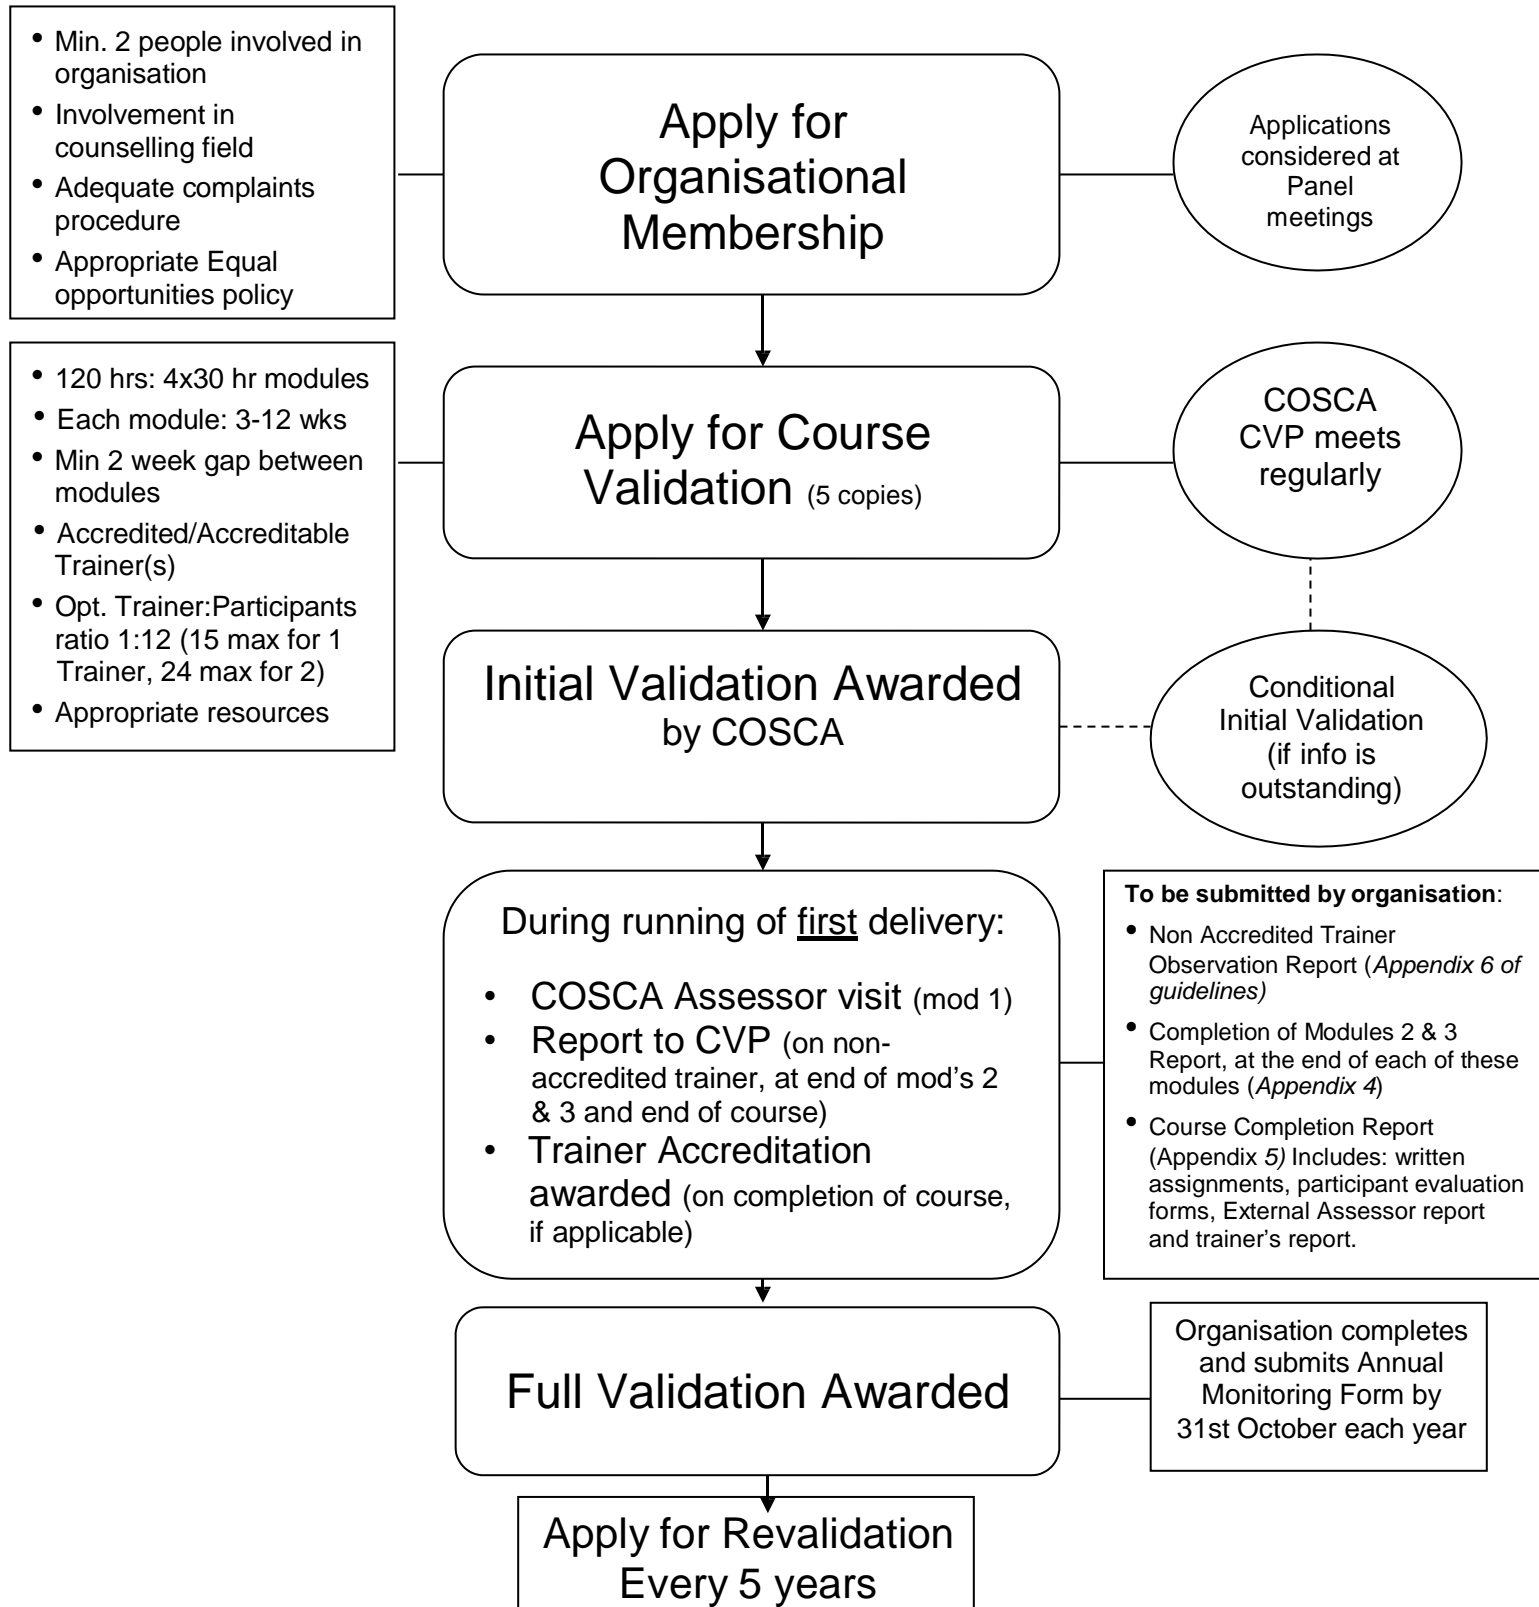 • Min. 2 people involved in
organisation
• Involvement in
counselling field
• Adequate complaints
procedure
• Appropriate Equal
opportunities policy
Apply for
Organisational
Membership
Applications
considered at
Panel
meetings
• 120 hrs: 4x30 hr modules
• Each module: 3-12 wks
• Min 2 week gap between
modules
• Accredited/Accreditable
Trainer(s)
• Opt. Trainer:Participants
ratio 1:12 (15 max for 1
Trainer, 24 max for 2)
• Appropriate resources
Apply for Course
Validation (5 copies)
COSCA
CVP meets
regularly
Initial Validation Awarded
by COSCA
Conditional
Initial Validation
(if info is
outstanding)
During running of first delivery:
• COSCA Assessor visit (mod 1)
• Report to CVP (on non-
accredited trainer, at end of mod's 2
& 3 and end of course)
• Trainer Accreditation
awarded (on completion of course,
if applicable)
To be submitted by organisation:
• Non Accredited Trainer
Observation Report (Appendix 6 of
guidelines)
• Completion of Modules 2 & 3
Report, at the end of each of these
modules (Appendix 4)
• Course Completion Report
(Appendix 5) Includes: written
assignments, participant evaluation
forms, External Assessor report
and trainer's report.
Full Validation Awarded
Organisation completes
and submits Annual
Monitoring Form by
31st October each year
Apply for Revalidation
Every 5 years